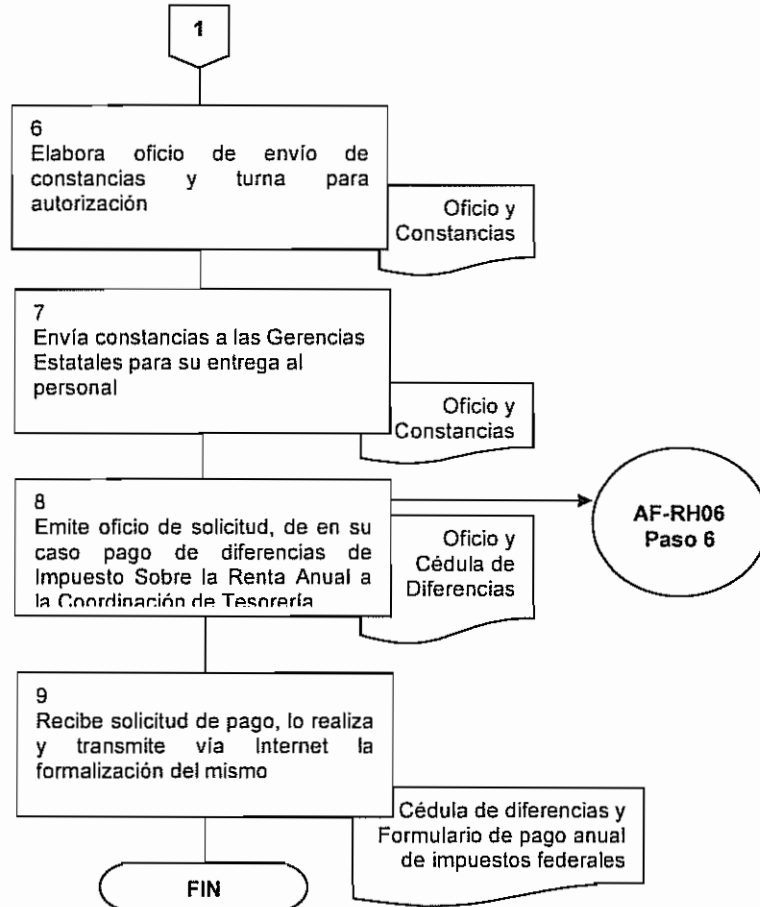 1
6
Elabora oficio de envío de
constancias y turna para
autorización
Oficio y
Constancias
7
Envía constancias a las Gerencias
Estatales para su entrega al
personal
Oficio y
Constancias
8
Emite oficio de solicitud, de en su
caso pago de diferencias de
Impuesto Sobre la Renta Anual a
la Coordinación de Tesorería
Oficio y
Cédula de
Diferencias
AF-RH06
Paso 6
9
Recibe solicitud de pago, lo realiza
y transmite vía Internet la
formalización del mismo
Cédula de diferencias y
Formulario de pago anual
de impuestos federales
FIN